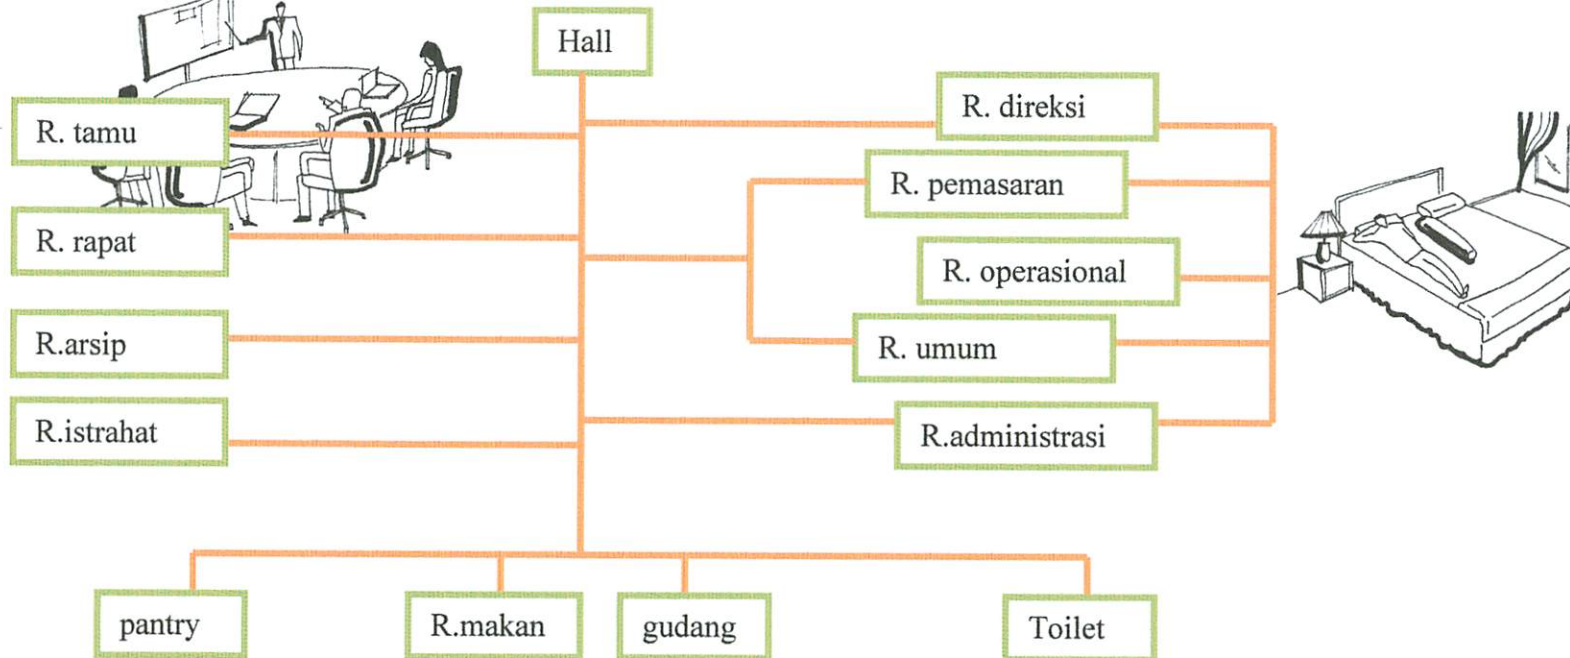 Hall
R. tamu
R. direksi
R. pemasaran
R. rapat
R. operasional
R.arsip
R. umum
R.istrahat
R.administrasi
pantry
R.makan
gudang
Toilet